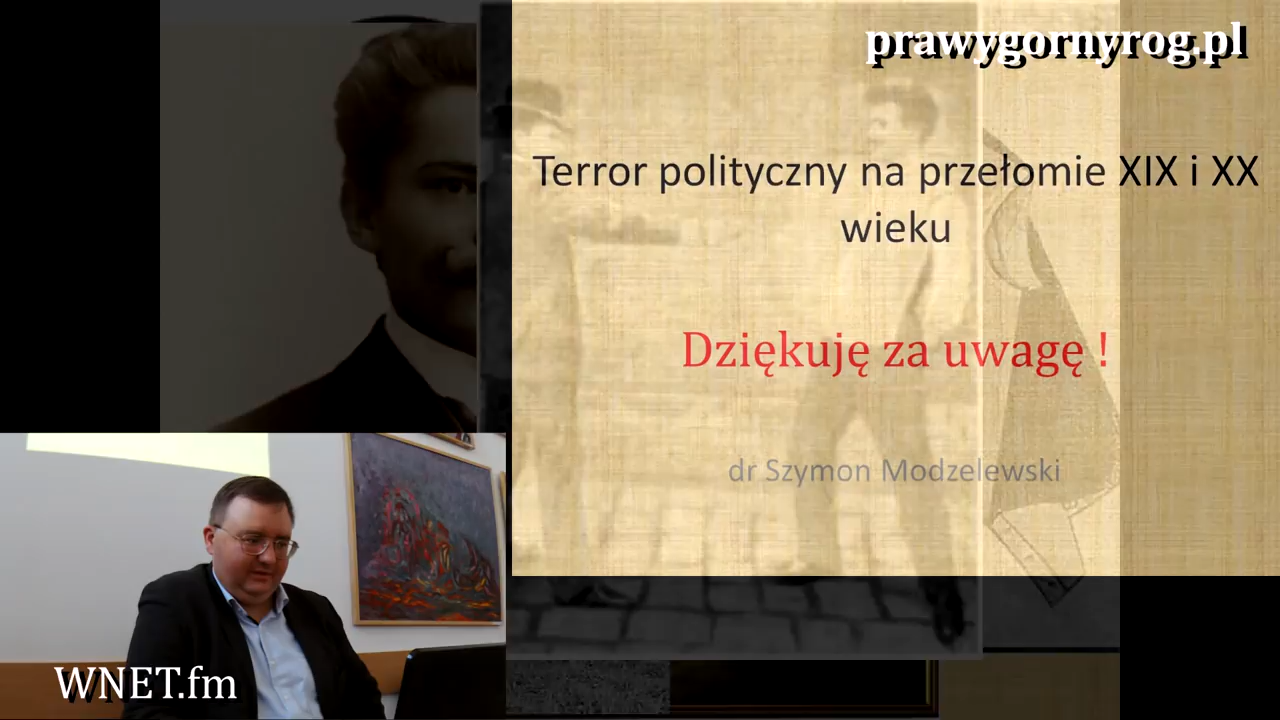 prawygornyrog.pl
Terror polityczny na przełomie XIX i XX
wieku
Dziękuję za uwagę !
dr Szymon Modzelewski
WNET.fm